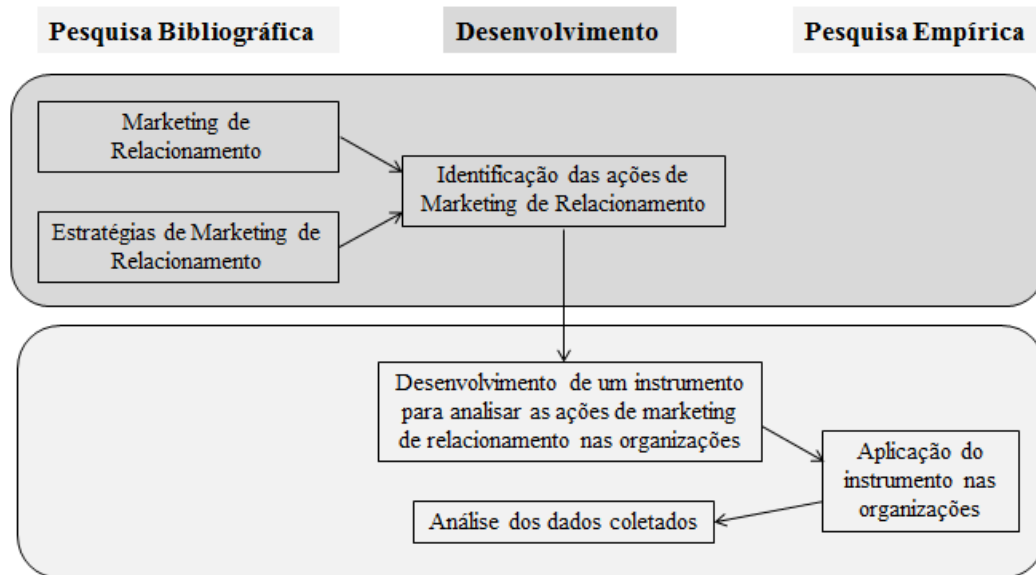 Pesquisa Bibliográfica
Desenvolvimento
Pesquisa Empírica
Marketing de
Relacionamento
Estratégias de Marketing de
Relacionamento
Identificação das ações de
Marketing de Relacionamento
Desenvolvimento de um instrumento
para analisar as ações de marketing
de relacionamento nas organizações
Aplicação do
instrumento nas
organizações
Análise dos dados coletados